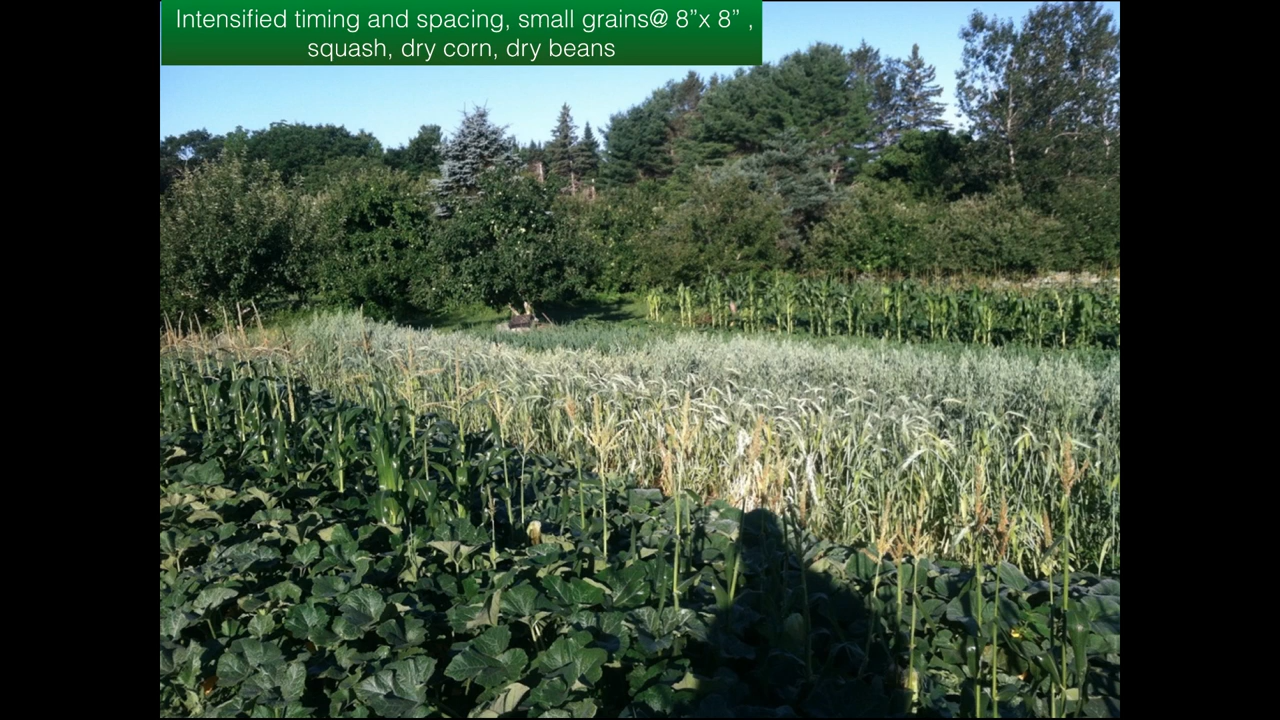 Intensified timing and spacing, small grains@ 8”x 8” ,
squash, dry corn, dry beans